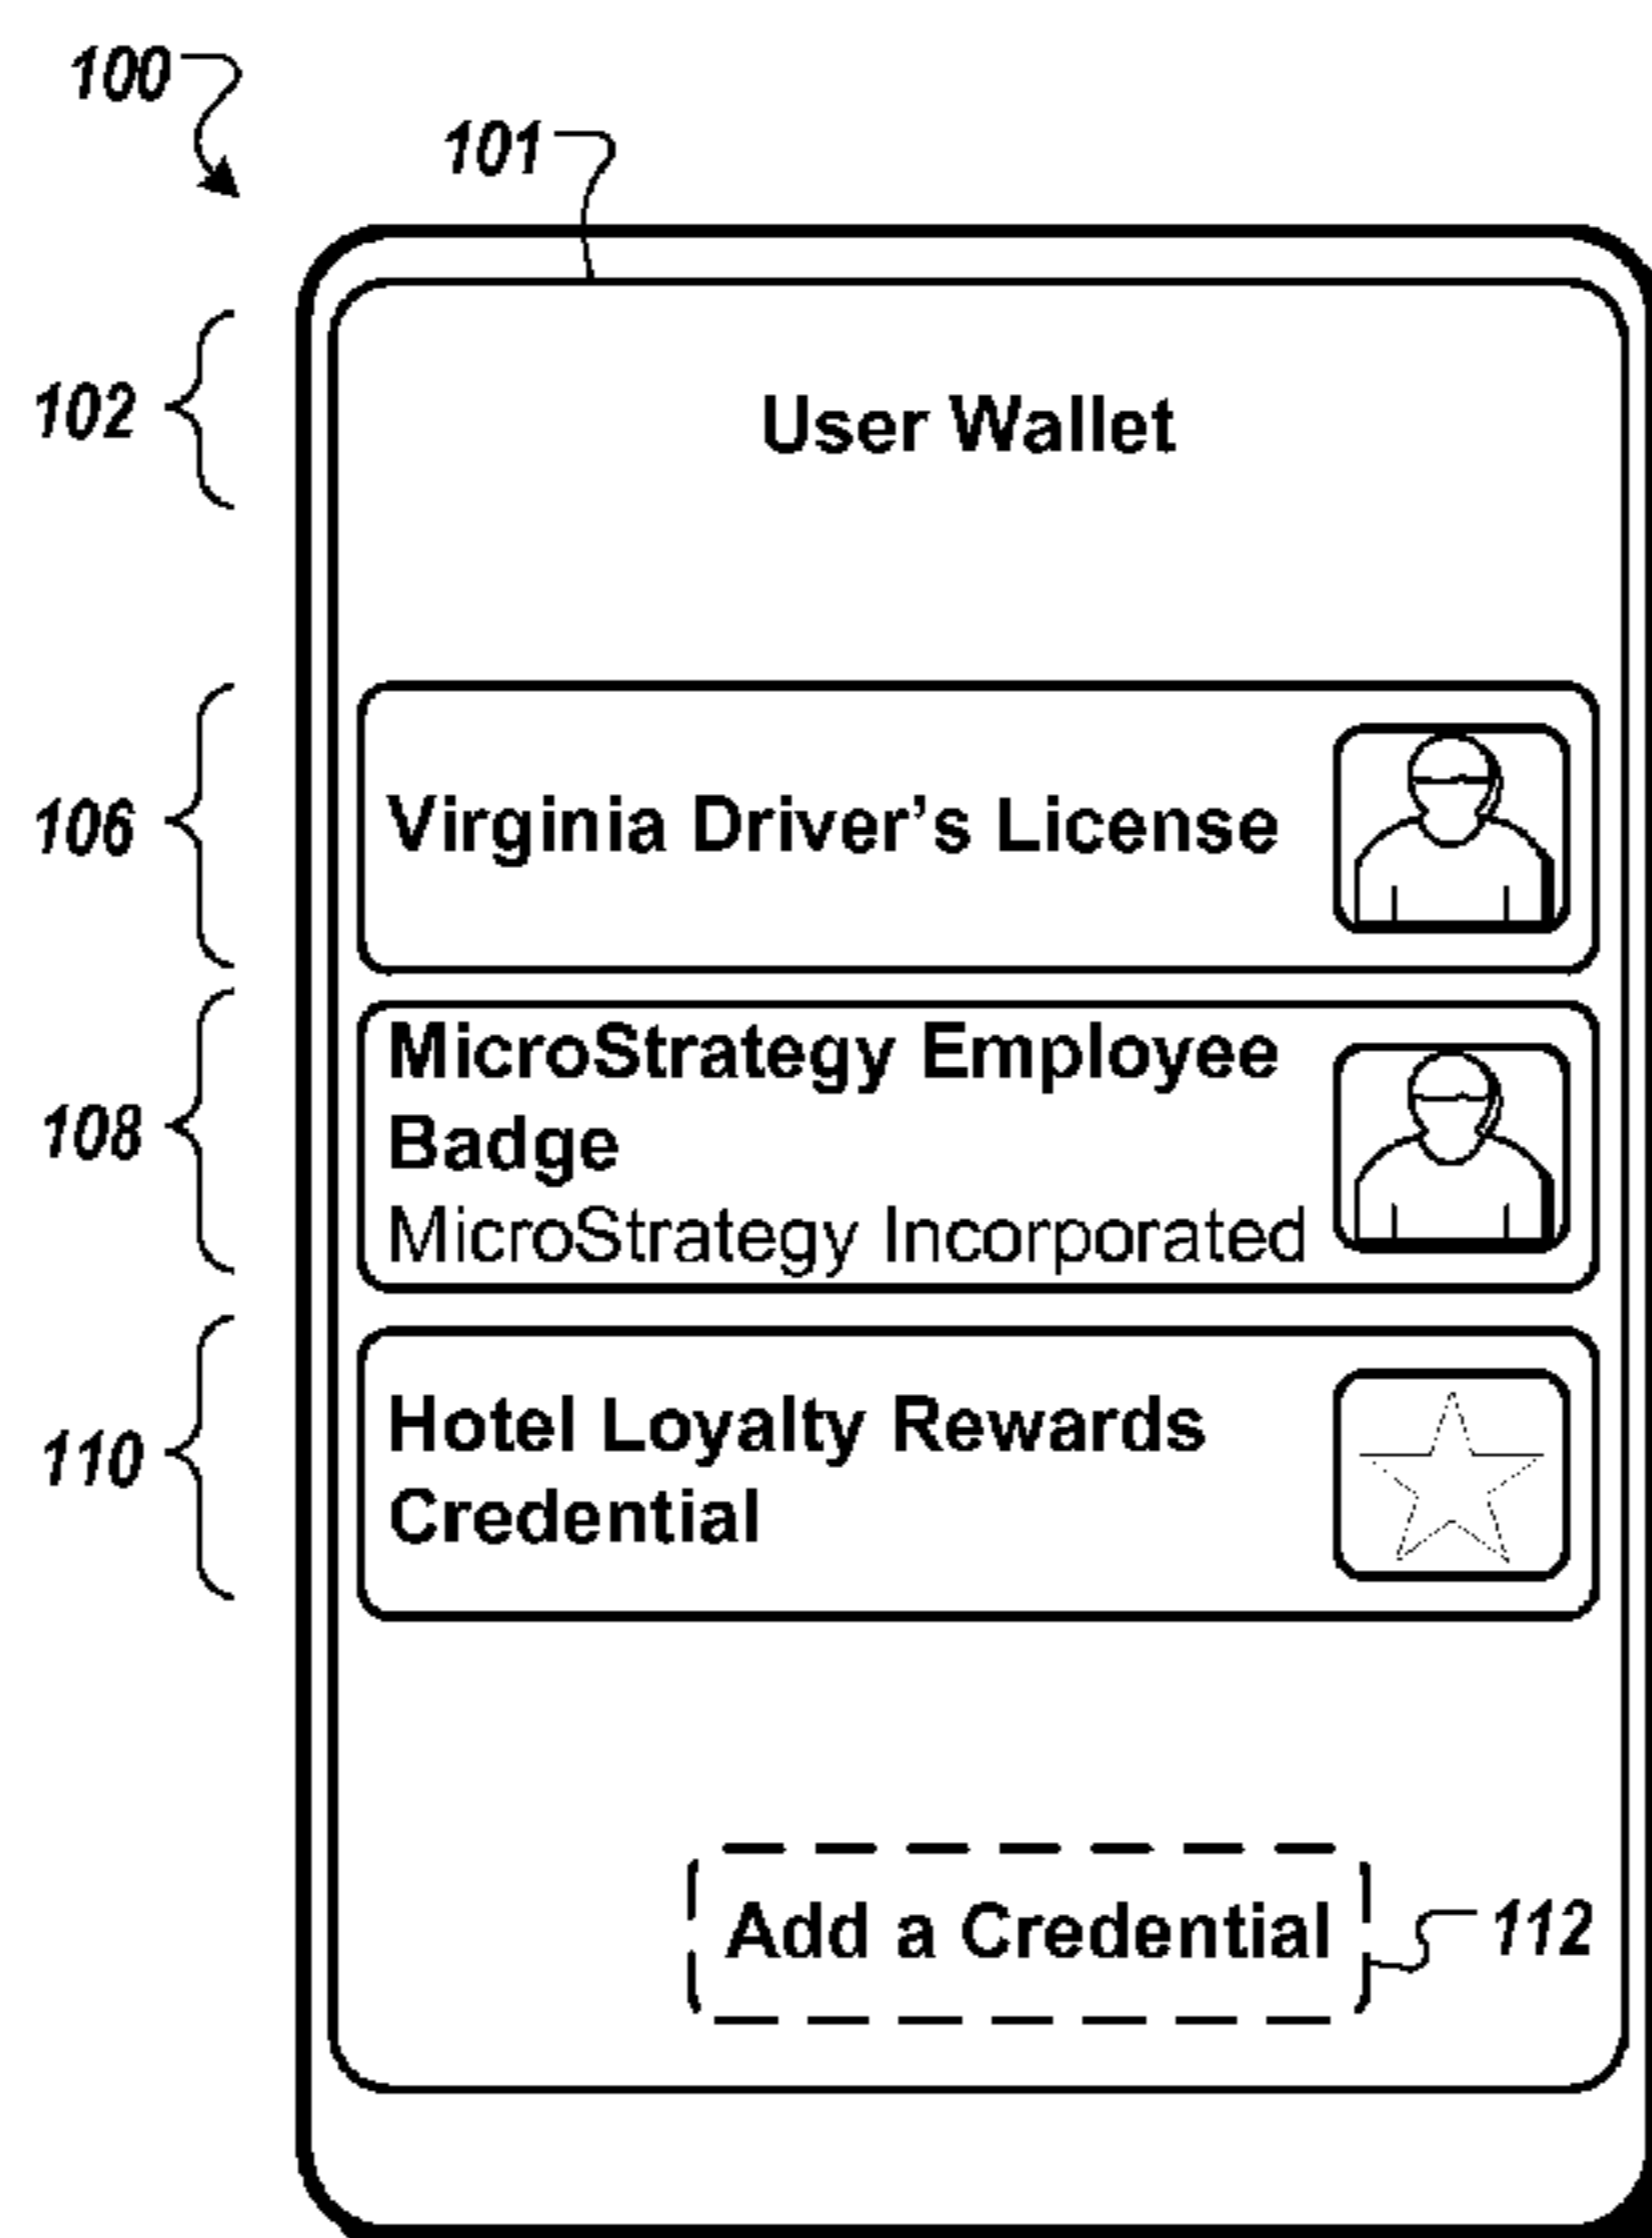 100
101
102
User Wallet
106
Virginia Driver’s License
108
MicroStrategy Employee
Badge
MicroStrategy Incorporated
110
Hotel Loyalty Rewards
Credential
Add a Credential
112